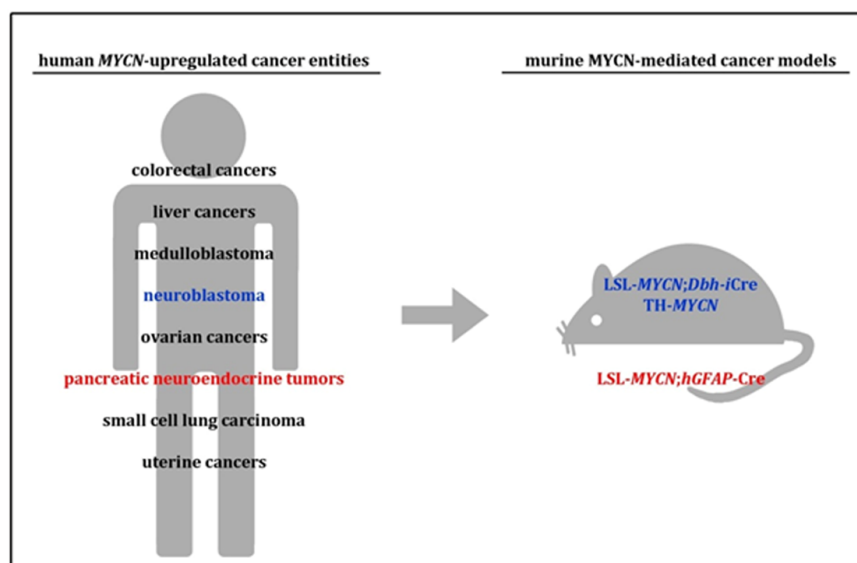 human MYCN-upregulated cancer entities
colorectal cancers
liver cancers
medulloblastoma
neuroblastoma
ovarian cancers
pancreatic neuroendocrine tumors
small cell lung carcinoma
uterine cancers
murine MYCN-mediated cancer models
LSL-MYCN;Dbh-iCre
TH-MYCN
LSL-MYCN;hGFAP-Cre